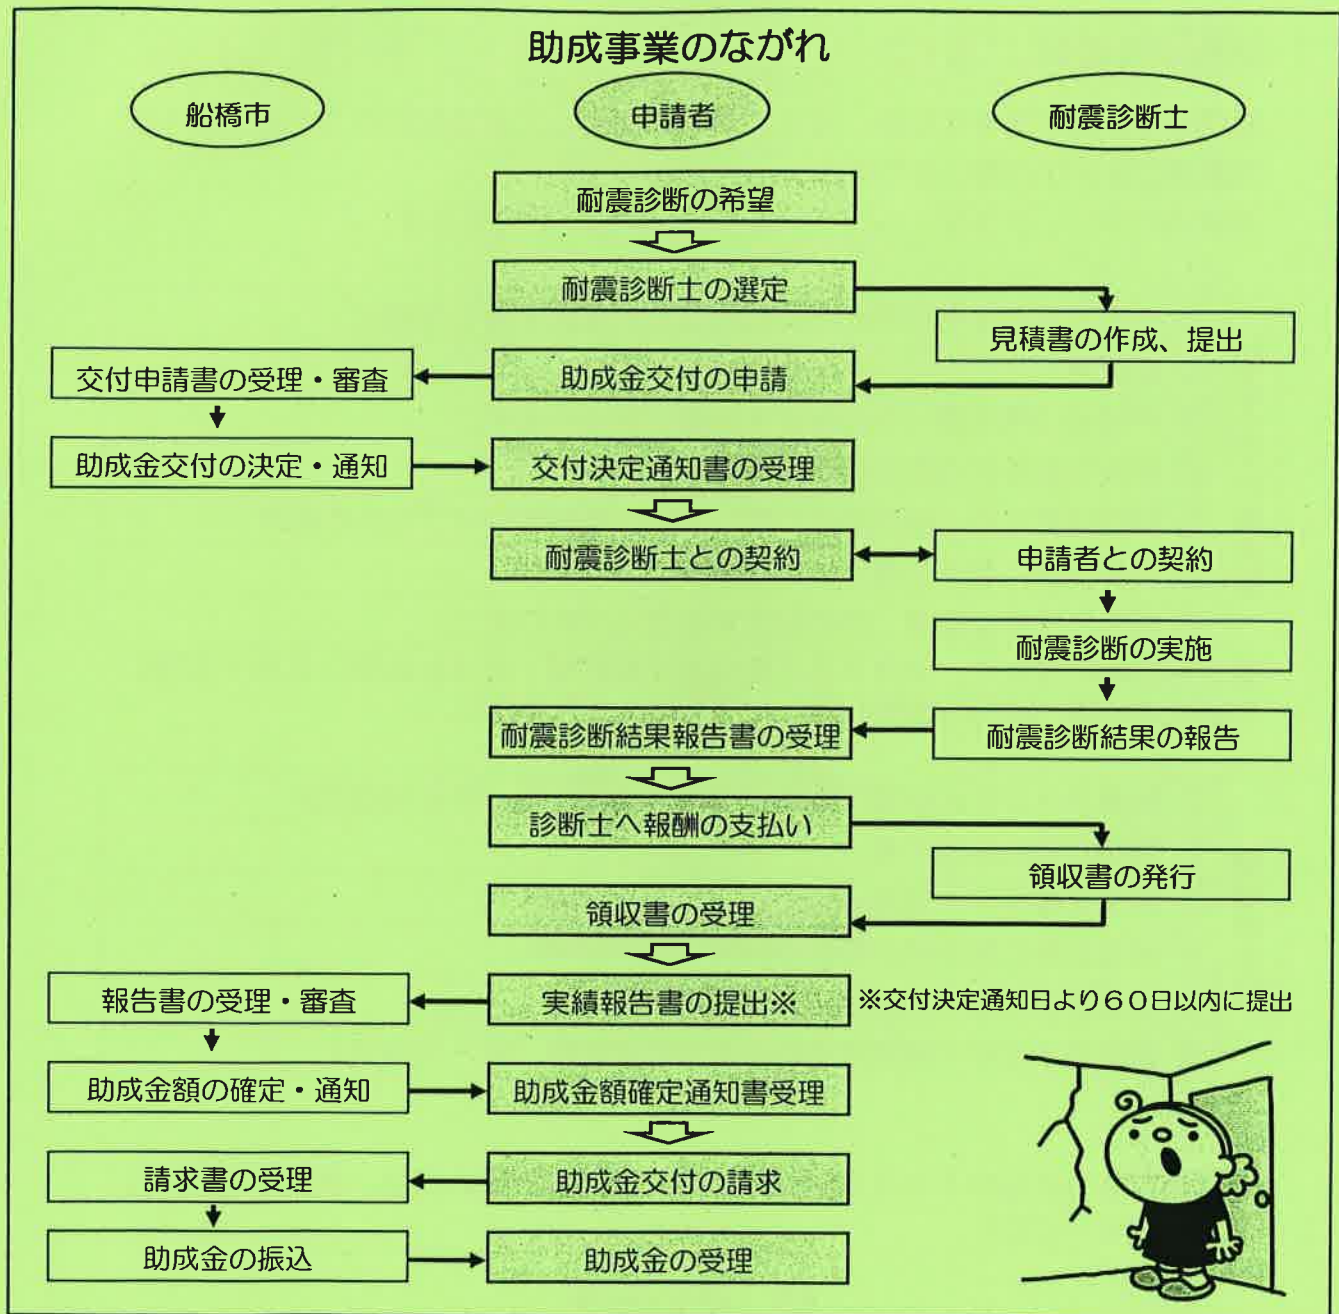 助成事業のながれ
船橋市
申請者
耐震診断士
耐震診断の希望
耐震診断士の選定
見積書の作成、提出
交付申請書の受理・審査
助成金交付の申請
助成金交付の決定・通知
交付決定通知書の受理
耐震診断士との契約
申請者との契約
耐震診断の実施
耐震診断結果報告書の受理
耐震診断結果の報告
診断士へ報酬の支払い
領収書の発行
領収書の受理
報告書の受理・審査
実績報告書の提出※
※交付決定通知日より60日以内に提出
助成金額の確定・通知
助成金額確定通知書受理
請求書の受理
助成金交付の請求
助成金の振込
助成金の受理